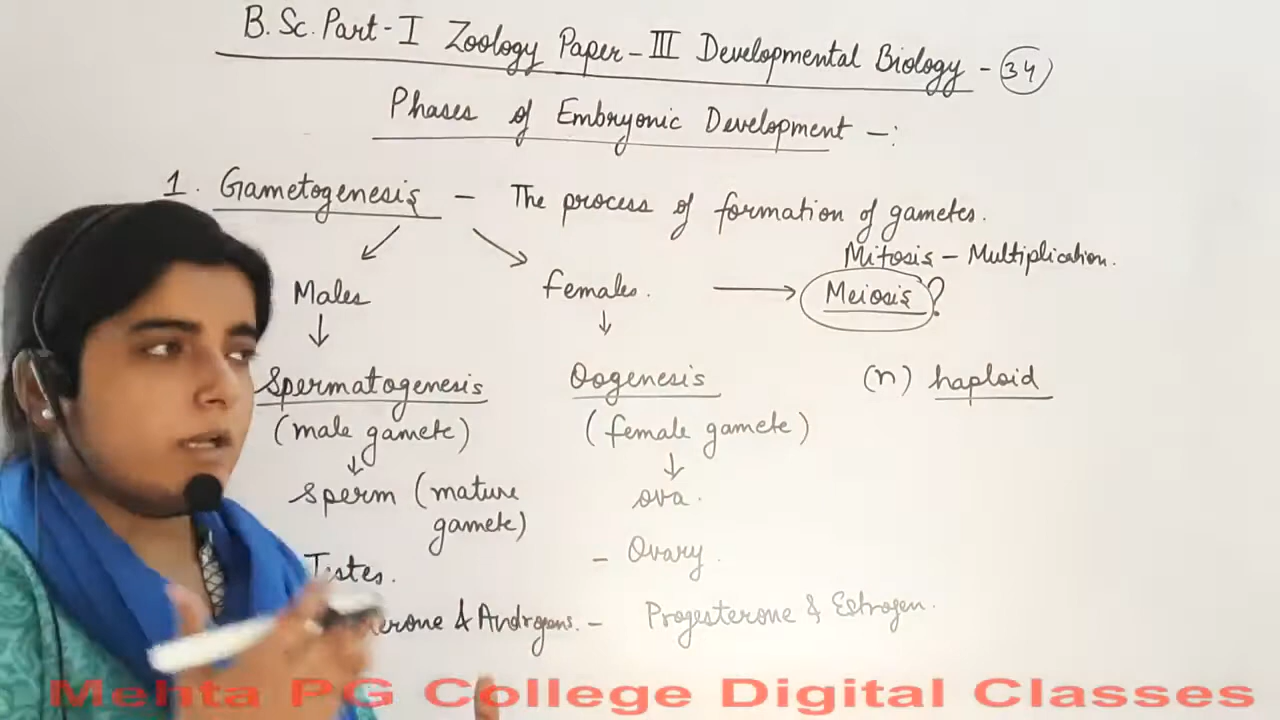 B.Sc. Part-I Zoology Paper-III Developmental Biology - 34
Phases of Embryonic Development -:
1. Gametogenesis - The process of formation of gametes.
Mitosis - Multiplication.
Males Females. → Meiosis?
Spermatogenesis Oogenesis (n) haploid
(male gamete) (female gamete)
Sperm (mature ova.
gamete)
Testes. - Ovary.
& Androgens. - Progesterone & Estrogen.
Mehta PG College Digital Classes